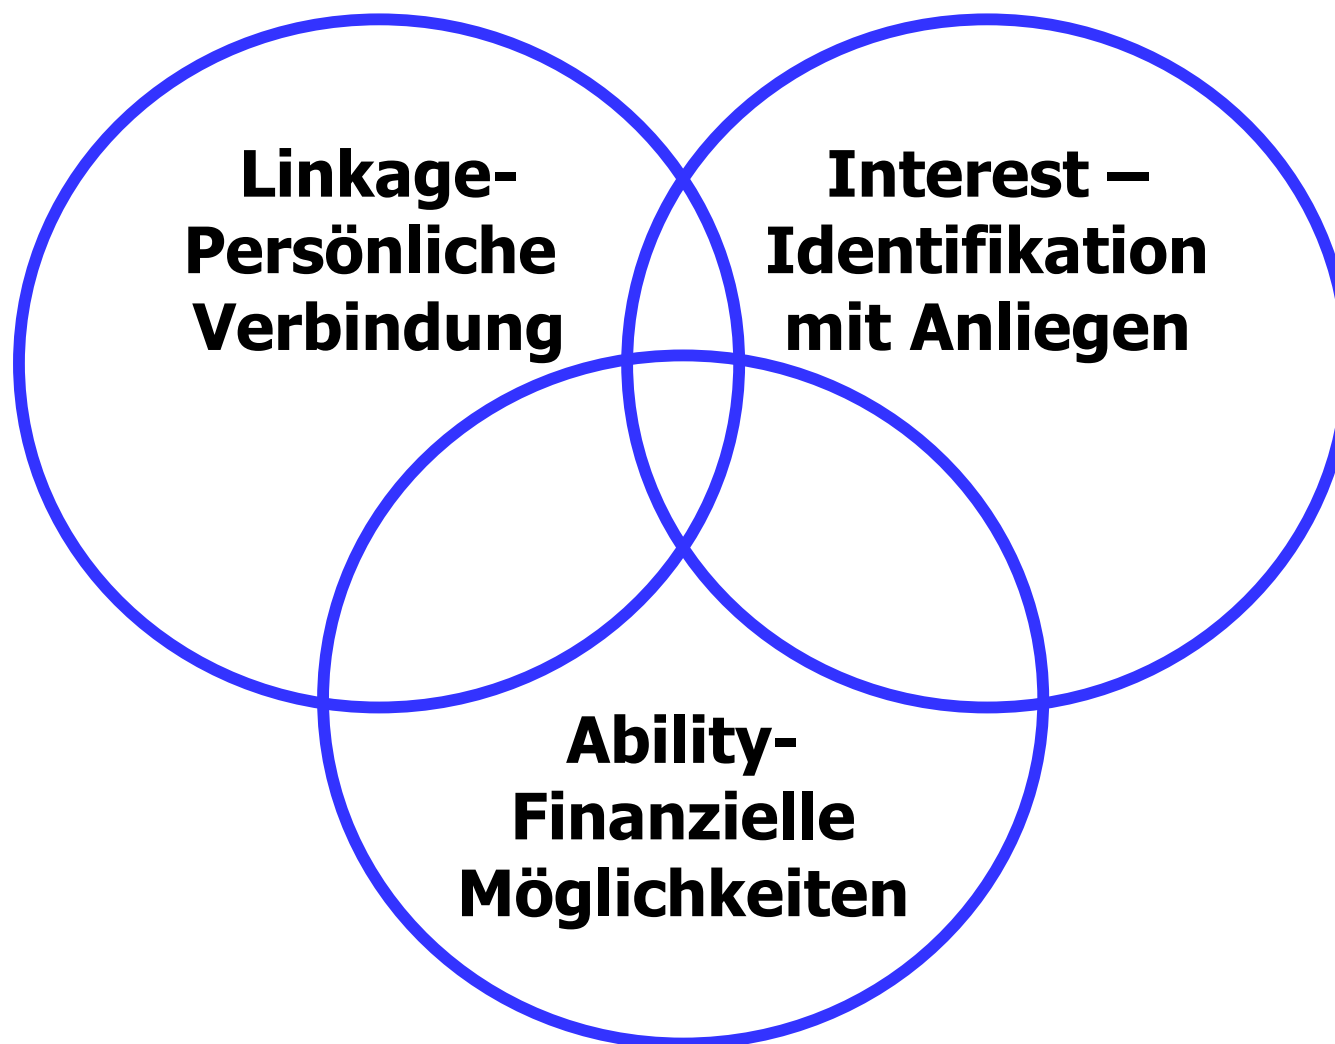 Linkage-
Persönliche
Verbindung
Interest –
Identifikation
mit Anliegen
Ability-
Finanzielle
Möglichkeiten